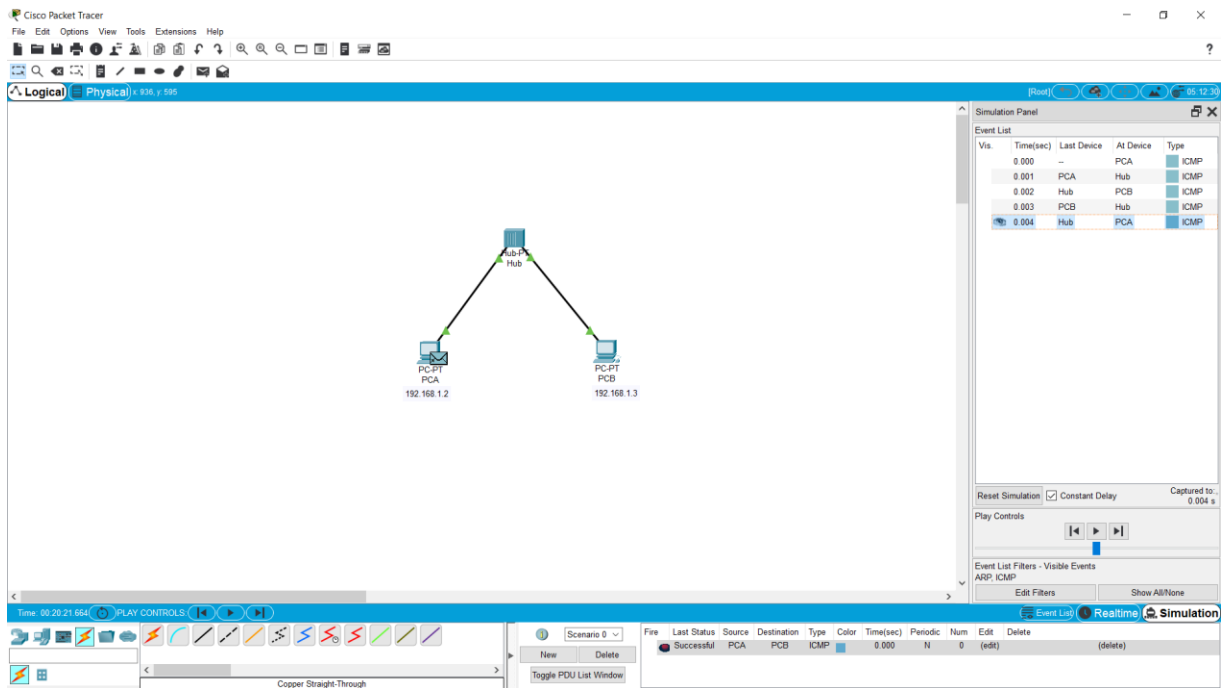 Cisco Packet Tracer
File Edit Options View Tools Extensions Help
?
Logical Physical x: 936, y: 595 [Root] 05:12:30
Simulation Panel
Event List
Vis. Time(sec) Last Device At Device Type
0.000 -- PCA ICMP
0.001 PCA Hub ICMP
0.002 Hub PCB ICMP
0.003 PCB Hub ICMP
0.004 Hub PCA ICMP
Hub-PT
Hub
PC-PT
PCA
192.168.1.2
PC-PT
PCB
192.168.1.3
Reset Simulation Constant Delay Captured to:
0.004 s
Play Controls
Event List Filters - Visible Events
ARP, ICMP
Edit Filters Show All/None
Time: 00:20:21.664 PLAY CONTROLS: Event List Realtime Simulation
Scenario 0
New Delete
Toggle PDU List Window
Fire Last Status Source Destination Type Color Time(sec) Periodic Num Edit Delete
Successful PCA PCB ICMP 0.000 N 0 (edit) (delete)
Copper Straight-Through